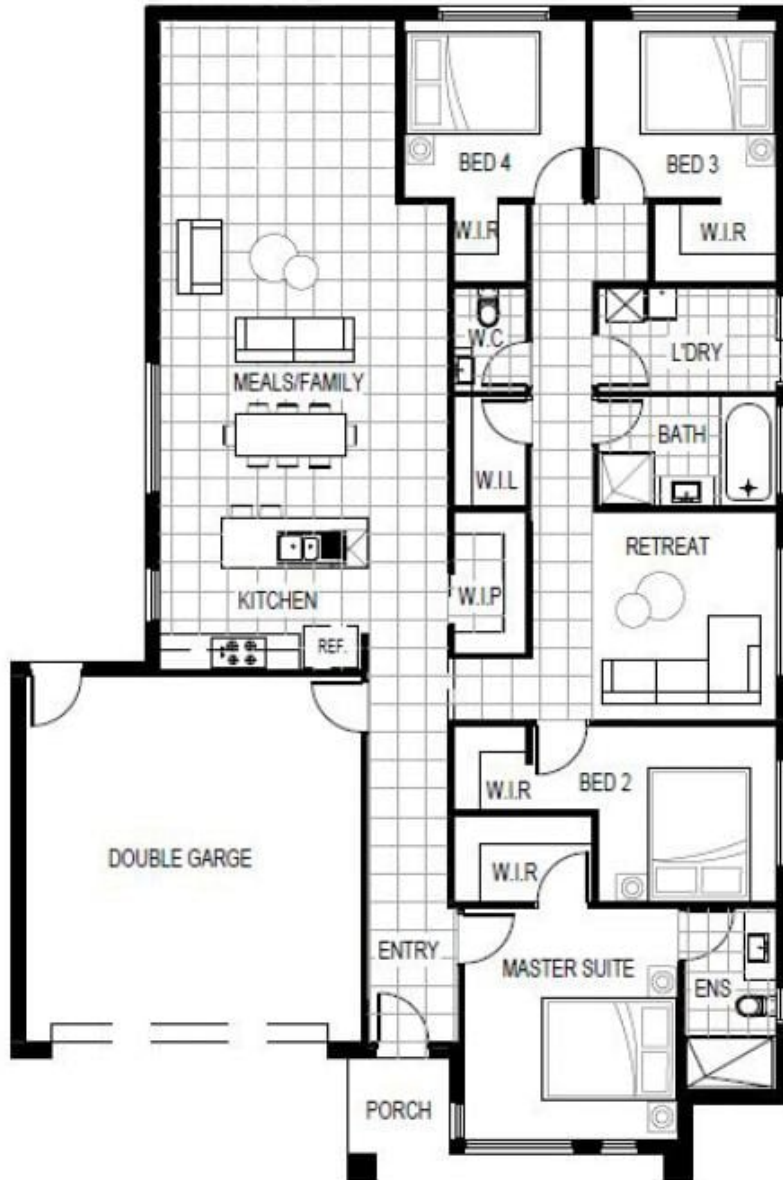 BED 4
BED 3
W.I.R
W.I.R
W.C
L'DRY
MEALS/FAMILY
BATH
W.I.L
RETREAT
KITCHEN
W.I.P
REF.
W.I.R
BED 2
DOUBLE GARGE
W.I.R
ENTRY
MASTER SUITE
ENS
PORCH